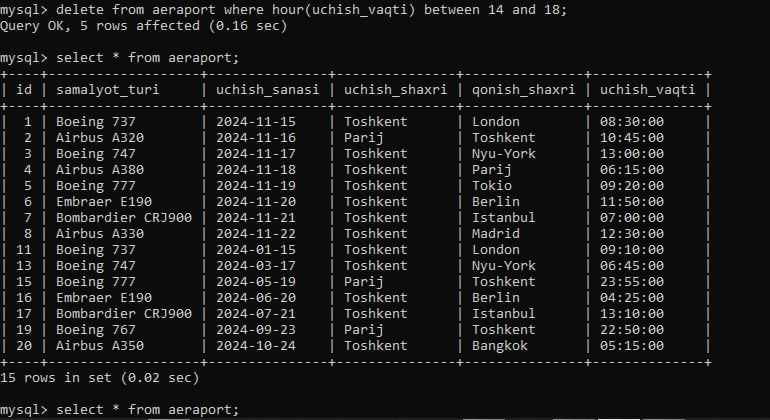 mysql> delete from aeraport where hour(uchish_vaqti) between 14 and 18;
Query OK, 5 rows affected (0.16 sec)
mysql> select * from aeraport;
+----+-------------------+---------------+---------------+---------------+--------------+
| id | samalyot_turi     | uchish_sanasi | uchish_shaxri | qonish_shaxri | uchish_vaqti |
+----+-------------------+---------------+---------------+---------------+--------------+
|  1 | Boeing 737        | 2024-11-15    | Toshkent      | London        | 08:30:00     |
|  2 | Airbus A320       | 2024-11-16    | Parij         | Toshkent      | 10:45:00     |
|  3 | Boeing 747        | 2024-11-17    | Toshkent      | Nyu-York      | 13:00:00     |
|  4 | Airbus A380       | 2024-11-18    | Toshkent      | Parij         | 06:15:00     |
|  5 | Boeing 777        | 2024-11-19    | Toshkent      | Tokio         | 09:20:00     |
|  6 | Embraer E190      | 2024-11-20    | Toshkent      | Berlin        | 11:50:00     |
|  7 | Bombardier CRJ900 | 2024-11-21    | Toshkent      | Istanbul      | 07:00:00     |
|  8 | Airbus A330       | 2024-11-22    | Toshkent      | Madrid        | 12:30:00     |
| 11 | Boeing 737        | 2024-01-15    | Toshkent      | London        | 09:10:00     |
| 13 | Boeing 747        | 2024-03-17    | Toshkent      | Nyu-York      | 06:45:00     |
| 15 | Boeing 777        | 2024-05-19    | Parij         | Toshkent      | 23:55:00     |
| 16 | Embraer E190      | 2024-06-20    | Toshkent      | Berlin        | 04:25:00     |
| 17 | Bombardier CRJ900 | 2024-07-21    | Toshkent      | Istanbul      | 13:10:00     |
| 19 | Boeing 767        | 2024-09-23    | Parij         | Toshkent      | 22:50:00     |
| 20 | Airbus A350       | 2024-10-24    | Toshkent      | Bangkok       | 05:15:00     |
+----+-------------------+---------------+---------------+---------------+--------------+
15 rows in set (0.02 sec)
mysql> select * from aeraport;